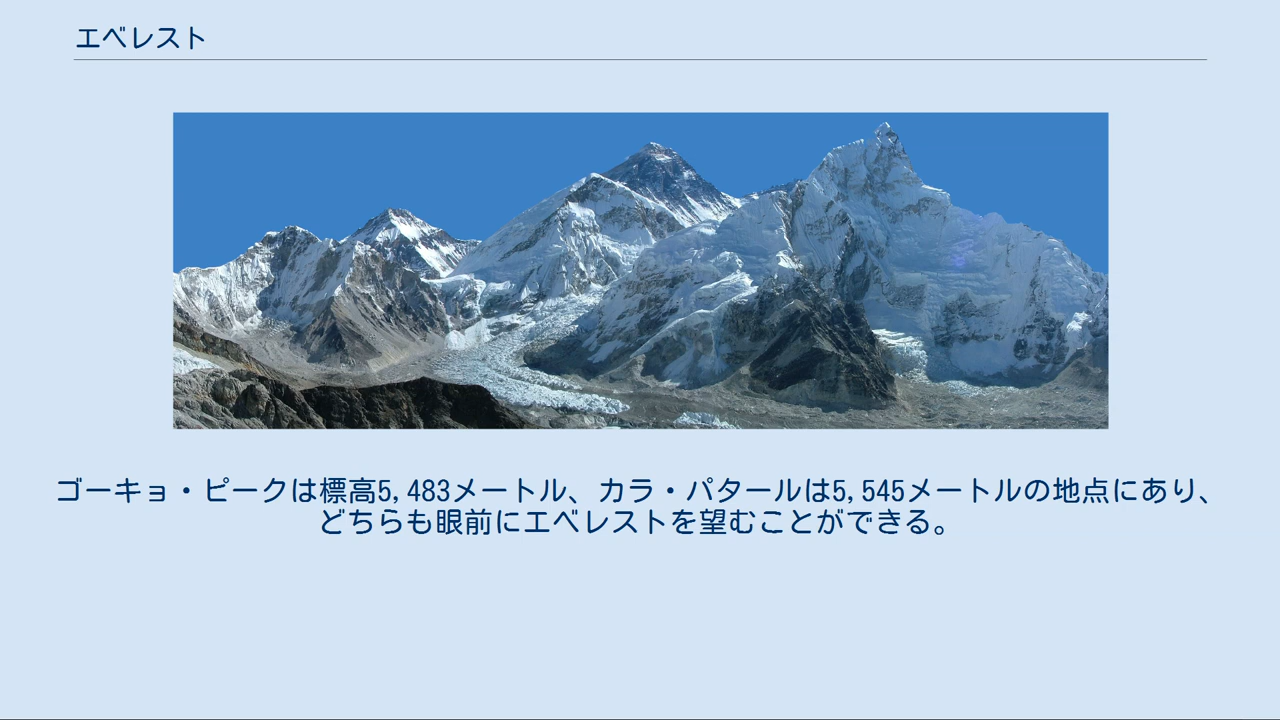 エベレスト
ゴーキョ・ピークは標高5,483メートル、カラ・パタールは5,545メートルの地点にあり、
どちらも眼前にエベレストを望むことができる。